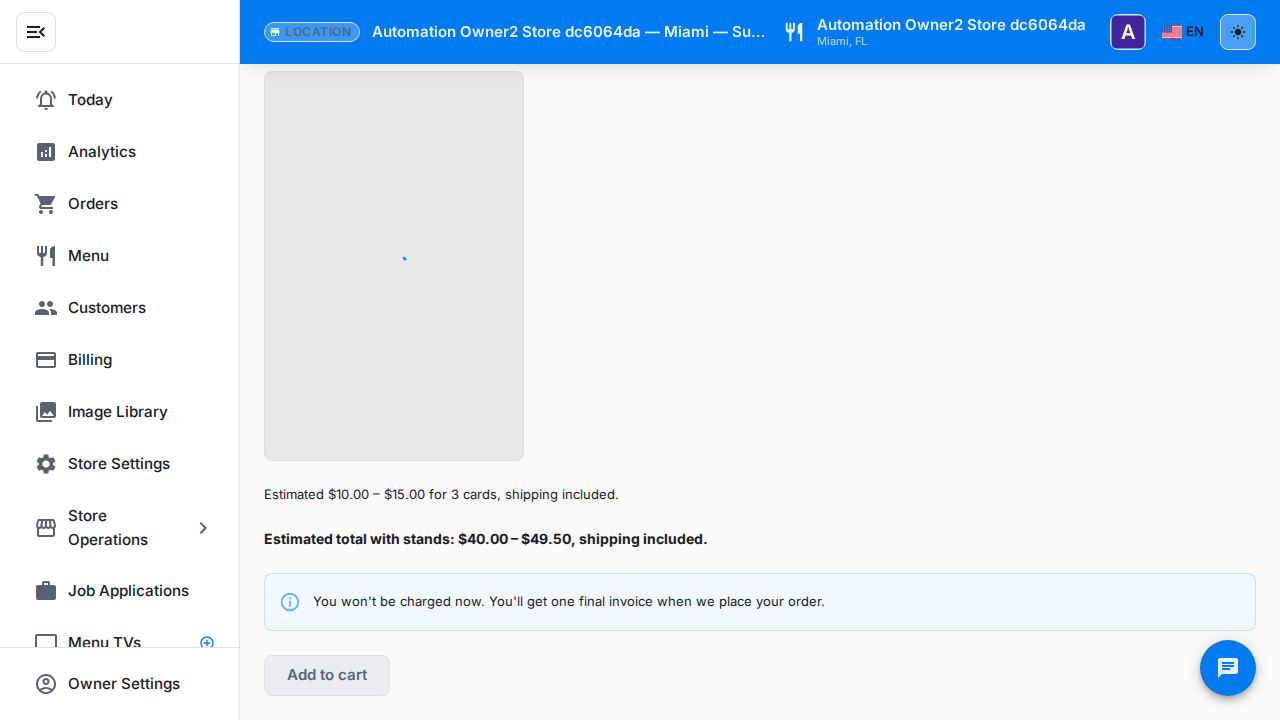 LOCATION
Automation Owner2 Store dc6064da — Miami — Su...
Automation Owner2 Store dc6064da
Miami, FL
A
EN
Today
Analytics
Orders
Menu
Customers
Billing
Image Library
Store Settings
Store
Operations
Job Applications
Menu TVs
Owner Settings
Estimated $10.00 – $15.00 for 3 cards, shipping included.
Estimated total with stands: $40.00 – $49.50, shipping included.
You won't be charged now. You'll get one final invoice when we place your order.
Add to cart